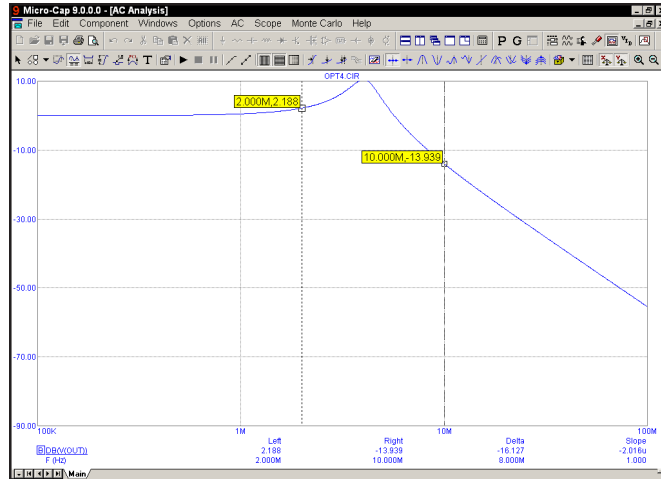 9 Micro-Cap 9.0.0.0 - [AC Analysis]
File Edit Component Windows Options AC Scope Monte Carlo Help
OPT4.CIR
10.00
2.000M,2.188
-10.00
10.000M,-13.939
-30.00
-50.00
-70.00
-90.00
100K 1M 10M 100M
Left Right Delta Slope
DB(V(OUT)) 2.188 -13.939 -16.127 -2.016u
F (Hz) 2.000M 10.000M 8.000M 1.000
Main